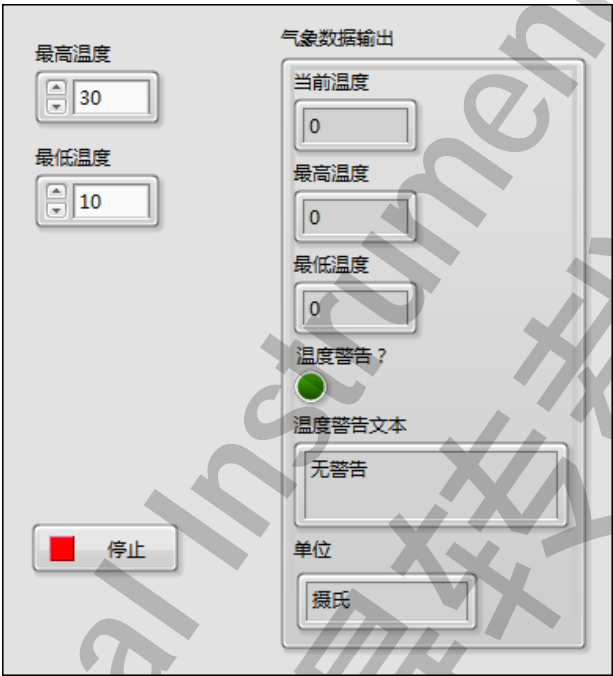 最高温度
30
最低温度
10
停止
气象数据输出
当前温度
0
最高温度
0
最低温度
0
温度警告？
温度警告文本
无警告
单位
摄氏
al Instrument